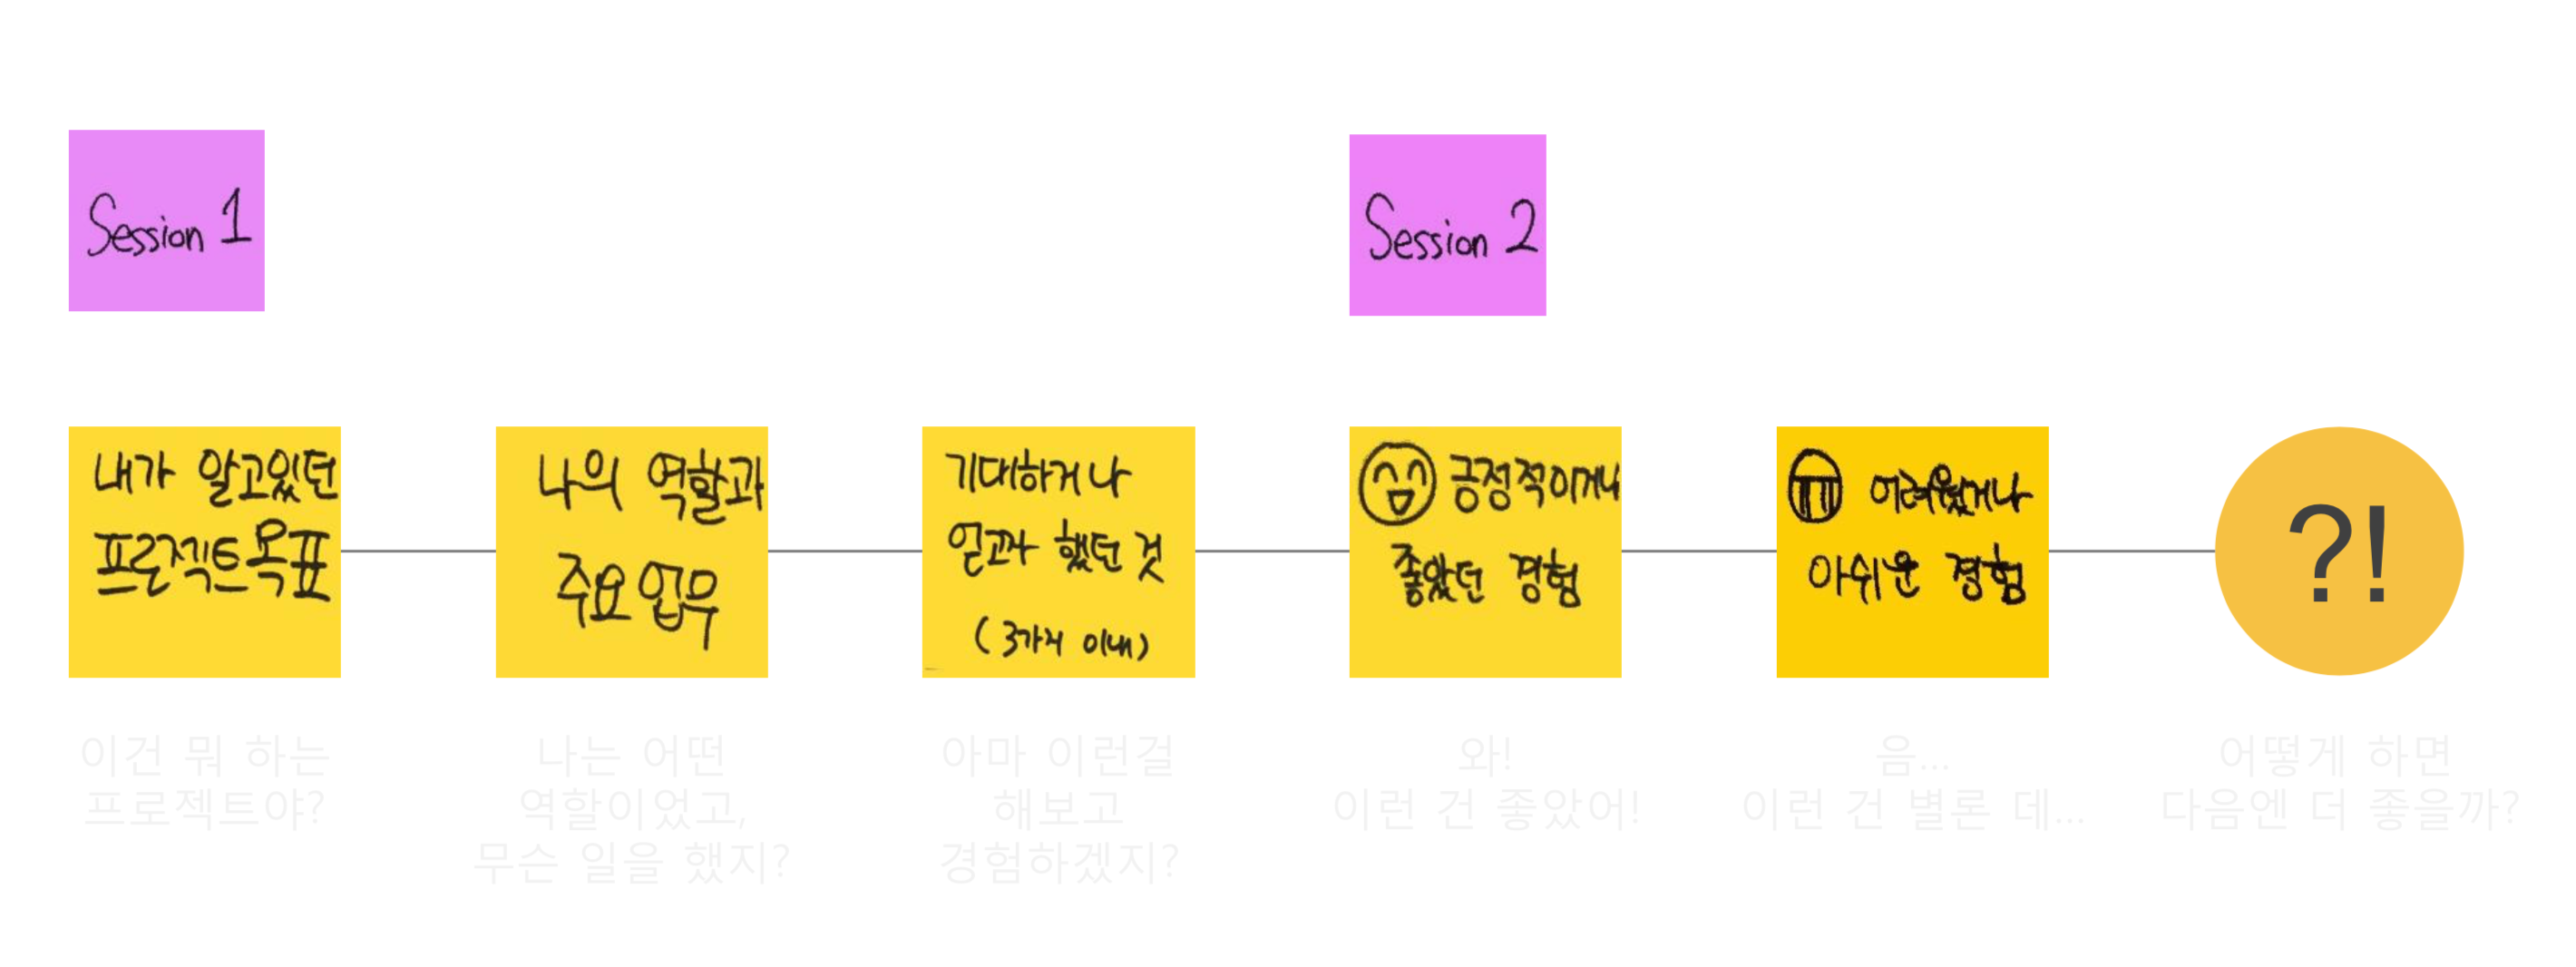 Session 1
Session 2
내가 알고있던
프로젝트목표
나의 역할과
주요업무
기대하거나
얻고자 했던 것
(3가지 이내)
긍정적이거나
좋았던 경험
어려웠거나
아쉬운 경험
?!
이건 뭐 하는
프로젝트야?
나는 어떤
역할이었고,
무슨 일을 했지?
아마 이런걸
해보고
경험하겠지?
와!
이런 건 좋았어!
음...
이런 건 별론 데...
어떻게 하면
다음엔 더 좋을까?